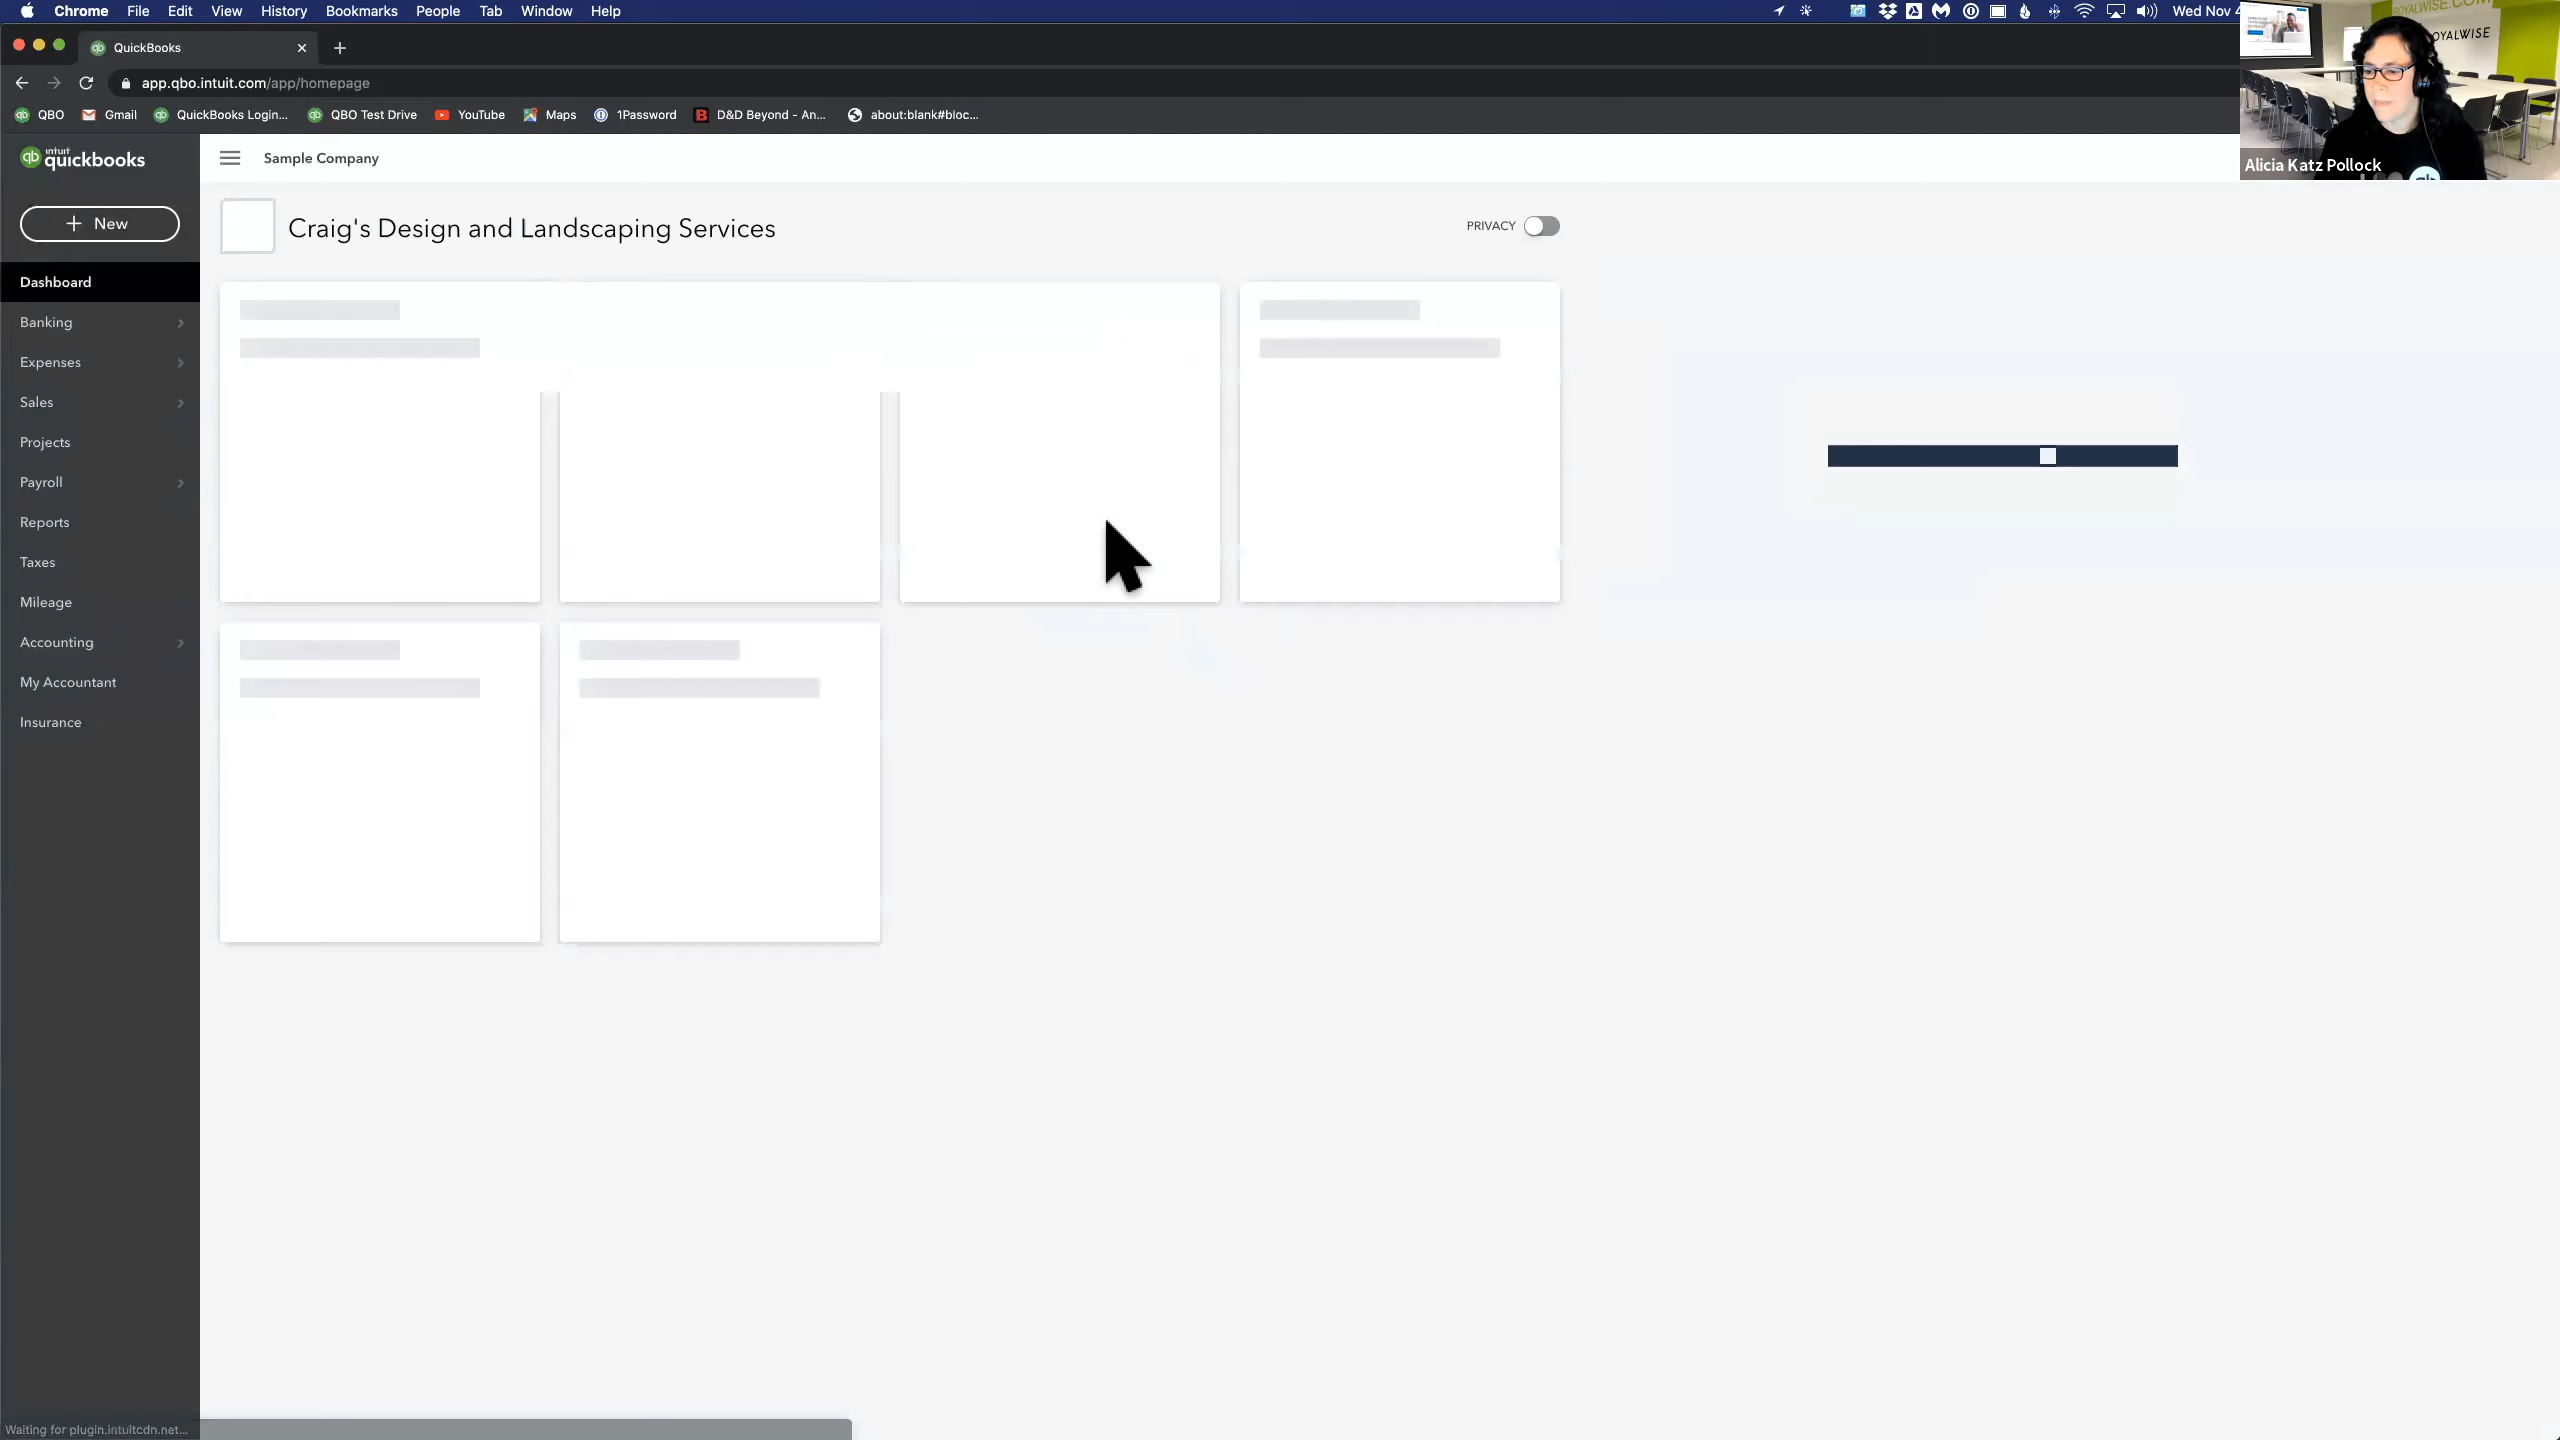 Chrome File Edit View History Bookmarks People Tab Window Help
Wed Nov 4
QuickBooks
app.qbo.intuit.com/app/homepage
QBO
Gmail
QuickBooks Login...
QBO Test Drive
YouTube
Maps
1Password
D&D Beyond - An...
about:blank#bloc...
ROYALWISE.COM
ROYALWISE
Alicia Katz Pollock
intuit
quickbooks
Sample Company
New
Craig's Design and Landscaping Services
PRIVACY
Dashboard
Banking
Expenses
Sales
Projects
Payroll
Reports
Taxes
Mileage
Accounting
My Accountant
Insurance
Waiting for plugin.intuitcdn.net...